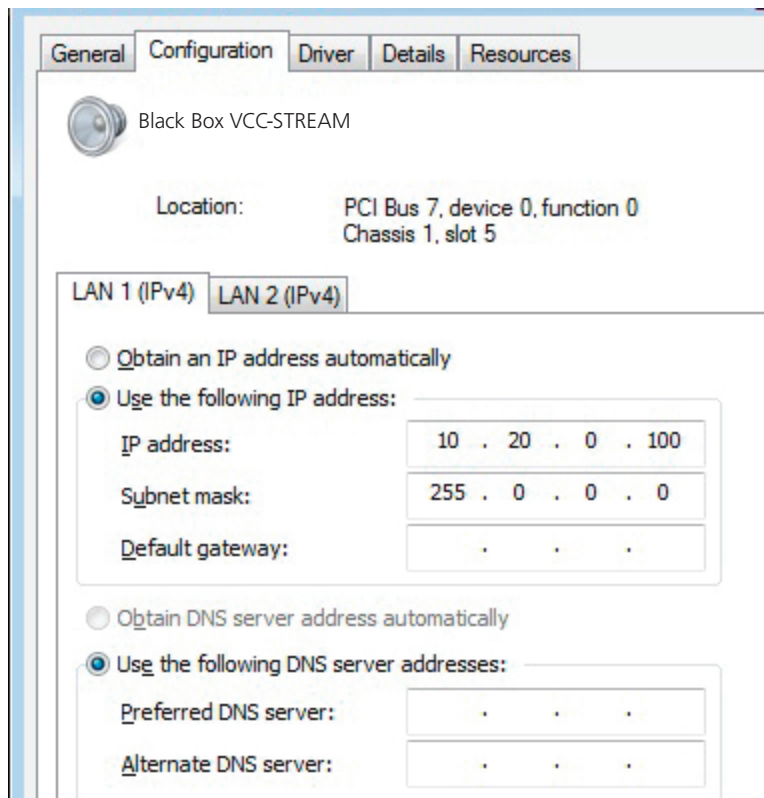 General Configuration Driver Details Resources
Black Box VCC-STREAM
Location: PCI Bus 7, device 0, function 0
Chassis 1, slot 5
LAN 1 (IPv4) LAN 2 (IPv4)
Obtain an IP address automatically
Use the following IP address:
IP address: 10 . 20 . 0 . 100
Subnet mask: 255 . 0 . 0 . 0
Default gateway: . . .
Obtain DNS server address automatically
Use the following DNS server addresses:
Preferred DNS server: . . .
Alternate DNS server: . . .